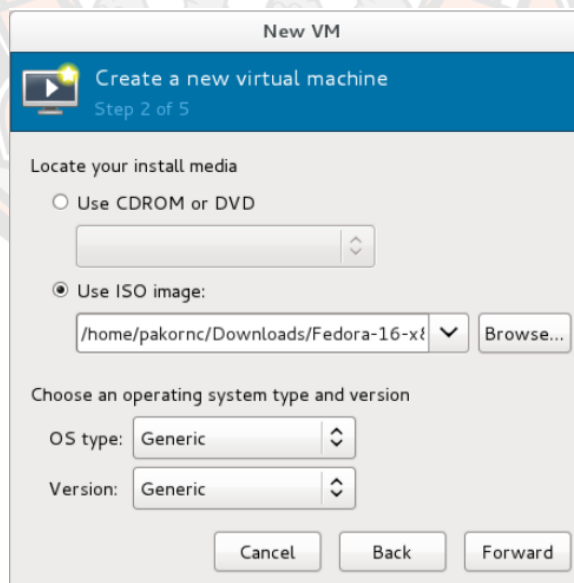 New VM
Create a new virtual machine
Step 2 of 5
Locate your install media
Use CDROM or DVD
Use ISO image:
/home/pakornc/Downloads/Fedora-16-x8 Browse...
Choose an operating system type and version
OS type: Generic
Version: Generic
Cancel Back Forward